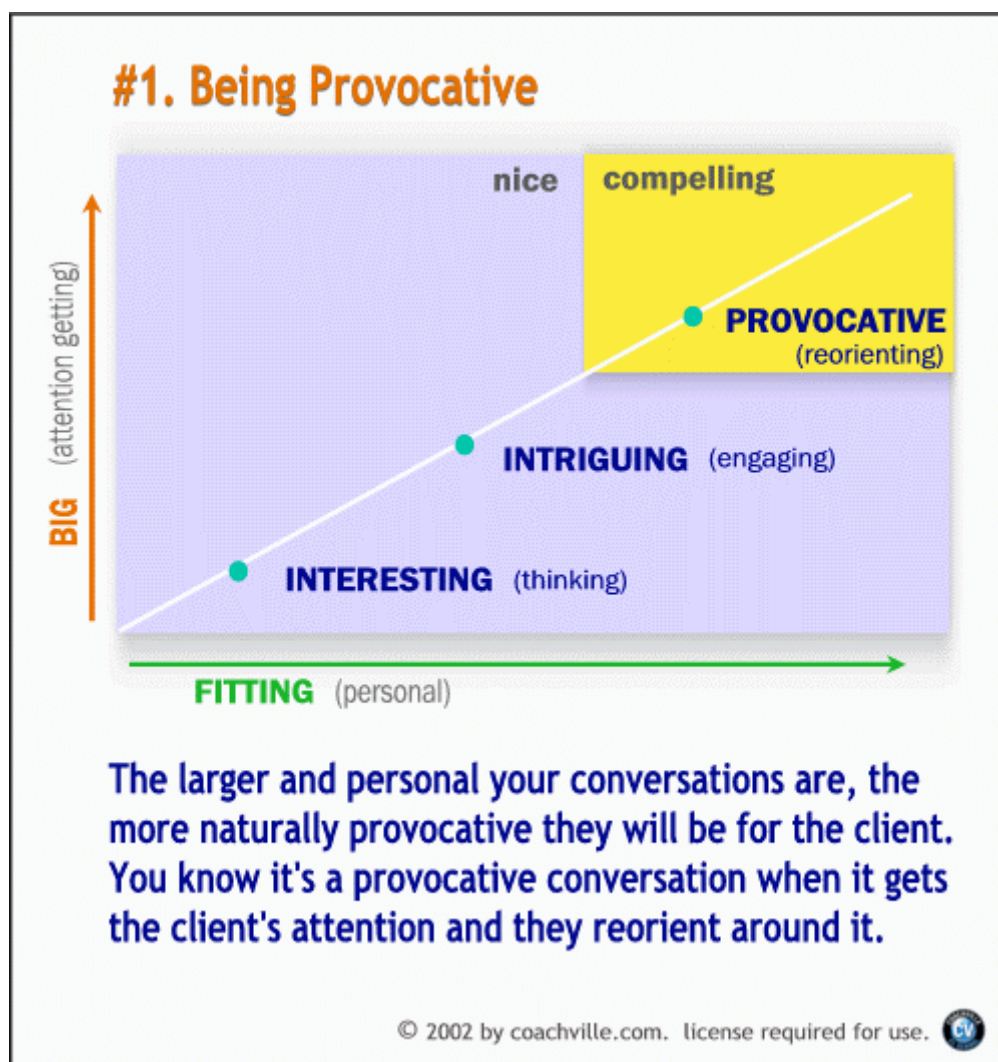 #1. Being Provocative
nice compelling
BIG (attention getting)
PROVOCATIVE
(reorienting)
INTRIGUING (engaging)
INTERESTING (thinking)
FITTING (personal)
The larger and personal your conversations are, the
more naturally provocative they will be for the client.
You know it's a provocative conversation when it gets
the client's attention and they reorient around it.
© 2002 by coachville.com. license required for use.
CV